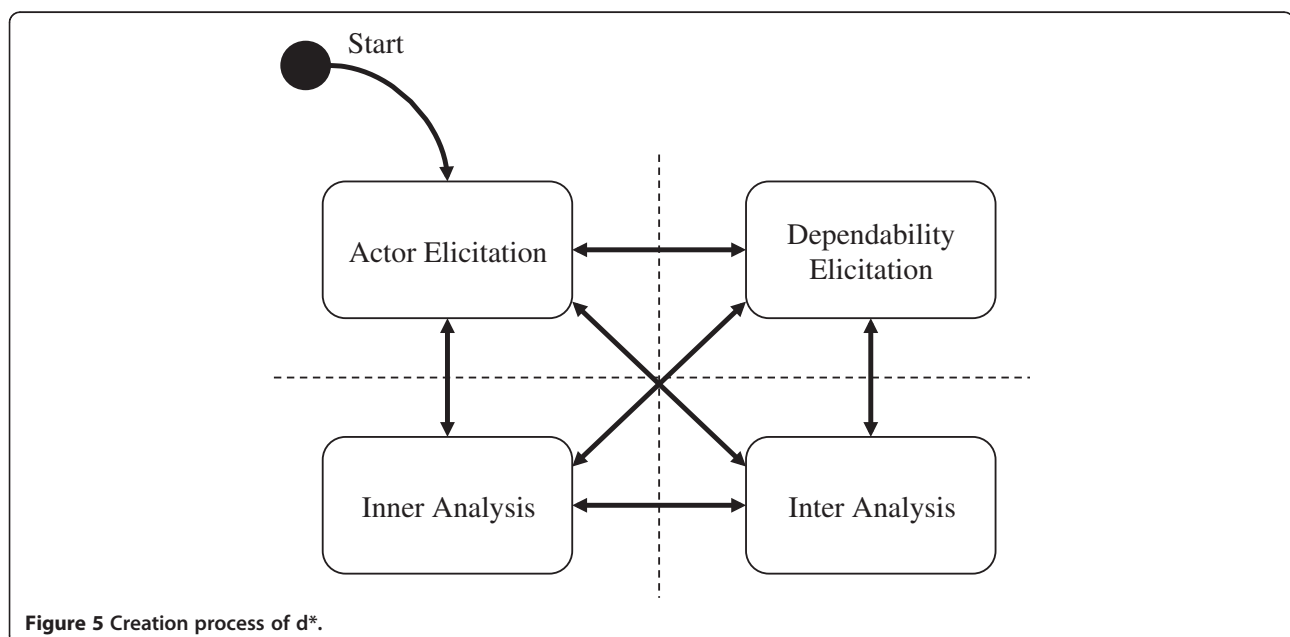 Start
Actor Elicitation
Dependability
Elicitation
Inner Analysis
Inter Analysis
Figure 5 Creation process of d*.